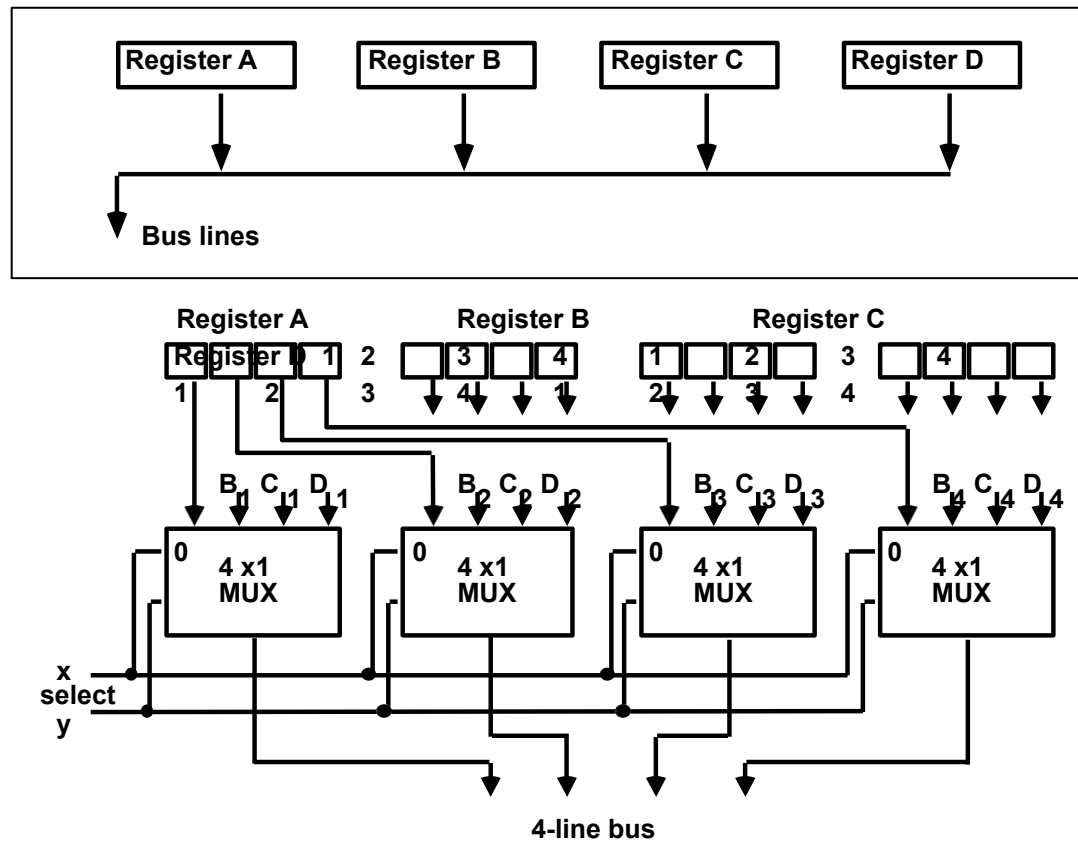 Register A Register B Register C Register D
Bus lines
Register A Register B Register C
Register D 1 2 3 4 1 2 3 4
1 2 3 4 1 2 3 4
B1 C1 D1 B2 C2 D2 B3 C3 D3 B4 C4 D4
0 0 0 0
4 x1 4 x1 4 x1 4 x1
MUX MUX MUX MUX
x
select
y
4-line bus